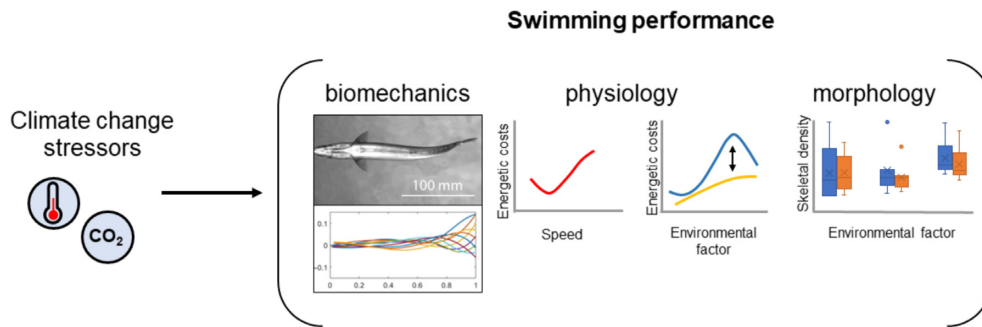 Swimming performance
Climate change
stressors
CO2
biomechanics
100 mm
0.1
0
-0.1
0
0.2
0.4
0.6
0.8
1
physiology
Energetic costs
Speed
Energetic costs
Environmental
factor
morphology
Skeletal density
Environmental factor